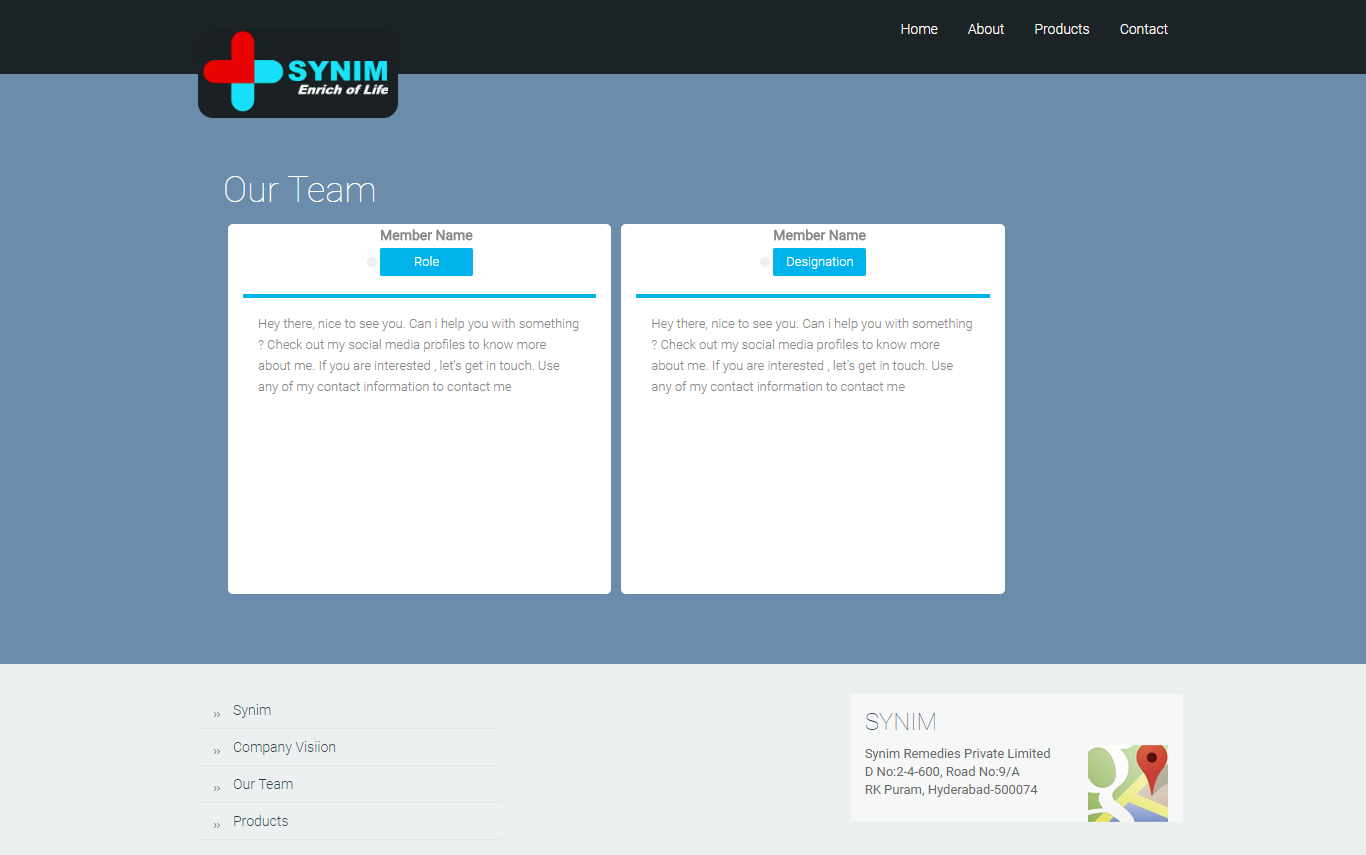 Home About Products Contact
SYNIM
Enrich of Life
Our Team
Member Name
Role
Hey there, nice to see you. Can i help you with something
? Check out my social media profiles to know more
about me. If you are interested , let's get in touch. Use
any of my contact information to contact me
Member Name
Designation
Hey there, nice to see you. Can i help you with something
? Check out my social media profiles to know more
about me. If you are interested , let's get in touch. Use
any of my contact information to contact me
›› Synim
›› Company Visiion
›› Our Team
›› Products
SYNIM
Synim Remedies Private Limited
D No:2-4-600, Road No:9/A
RK Puram, Hyderabad-500074